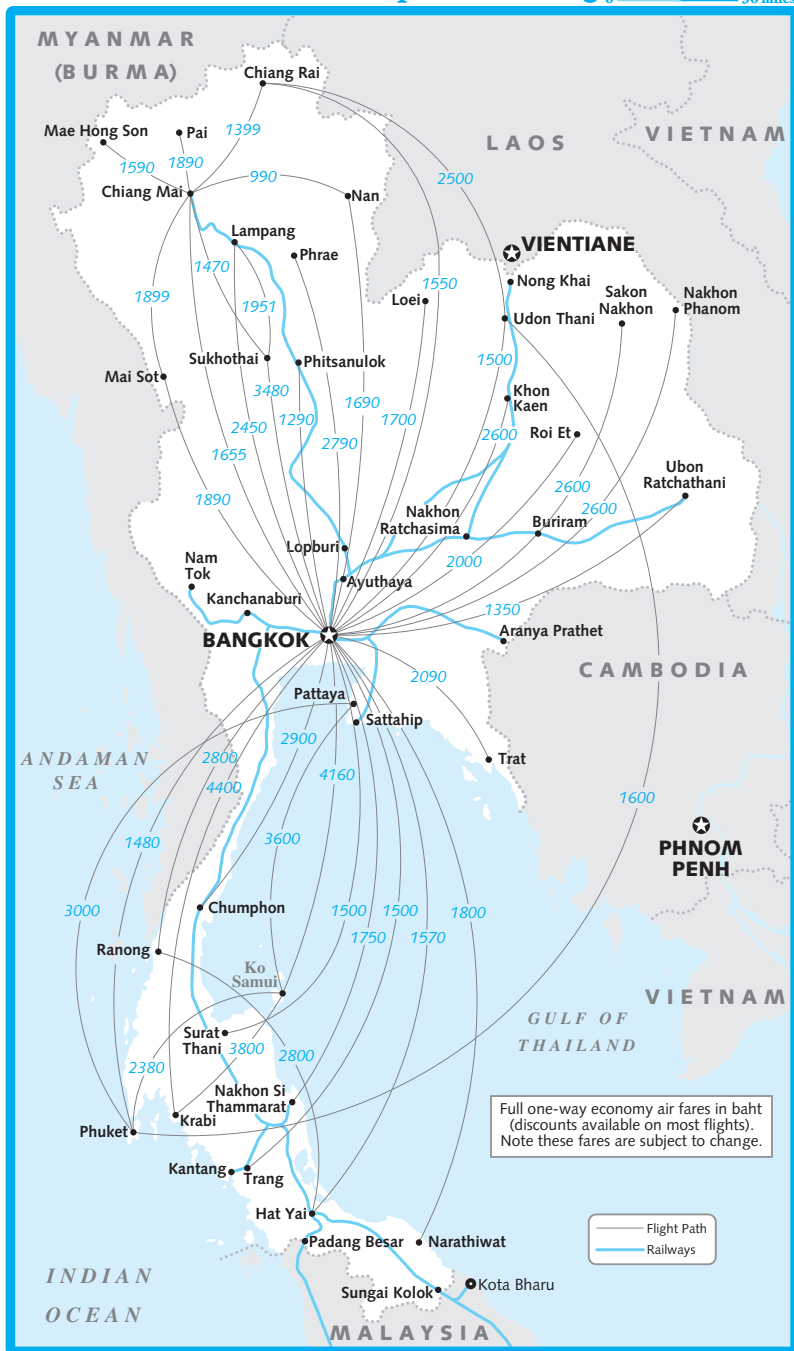 MYANMAR
(BURMA)
Chiang Rai
Mae Hong Son
Pai
1399
LAOS
VIETNAM
1590
1890
2500
990
Chiang Mai
Nan
Lampang
VIENTIANE
Phrae
1470
Nong Khai
1550
Sakon
Nakhon
Nakhon
Phanom
1899
Loei
1951
Udon Thani
Sukhothai
Phitsanulok
1500
Mai Sot
3480
Khon
Kaen
1690
2450
1290
1700
2600
Roi Et
1655
2790
Ubon
Ratchathani
2600
1890
2600
Nakhon
Ratchasima
Buriram
Lopburi
2000
Nam
Tok
Ayuthaya
Kanchanaburi
1350
BANGKOK
Aranya Prathet
CAMBODIA
2090
Pattaya
Sattahip
2900
2800
ANDAMAN
SEA
Trat
4160
4400
1600
PHNOM
PENH
3600
1480
3000
Chumphon
1500
1500
1800
1750
1570
Ranong
Ko
Samui
VIETNAM
GULF OF
THAILAND
Surat
Thani
3800
2800
2380
Nakhon Si
Thammarat
Krabi
Phuket
Full one-way economy air fares in baht
(discounts available on most flights).
Note these fares are subject to change.
Kantang
Trang
Hat Yai
Flight Path
Padang Besar
Narathiwat
Railways
INDIAN
OCEAN
Sungai Kolok
Kota Bharu
MALAYSIA